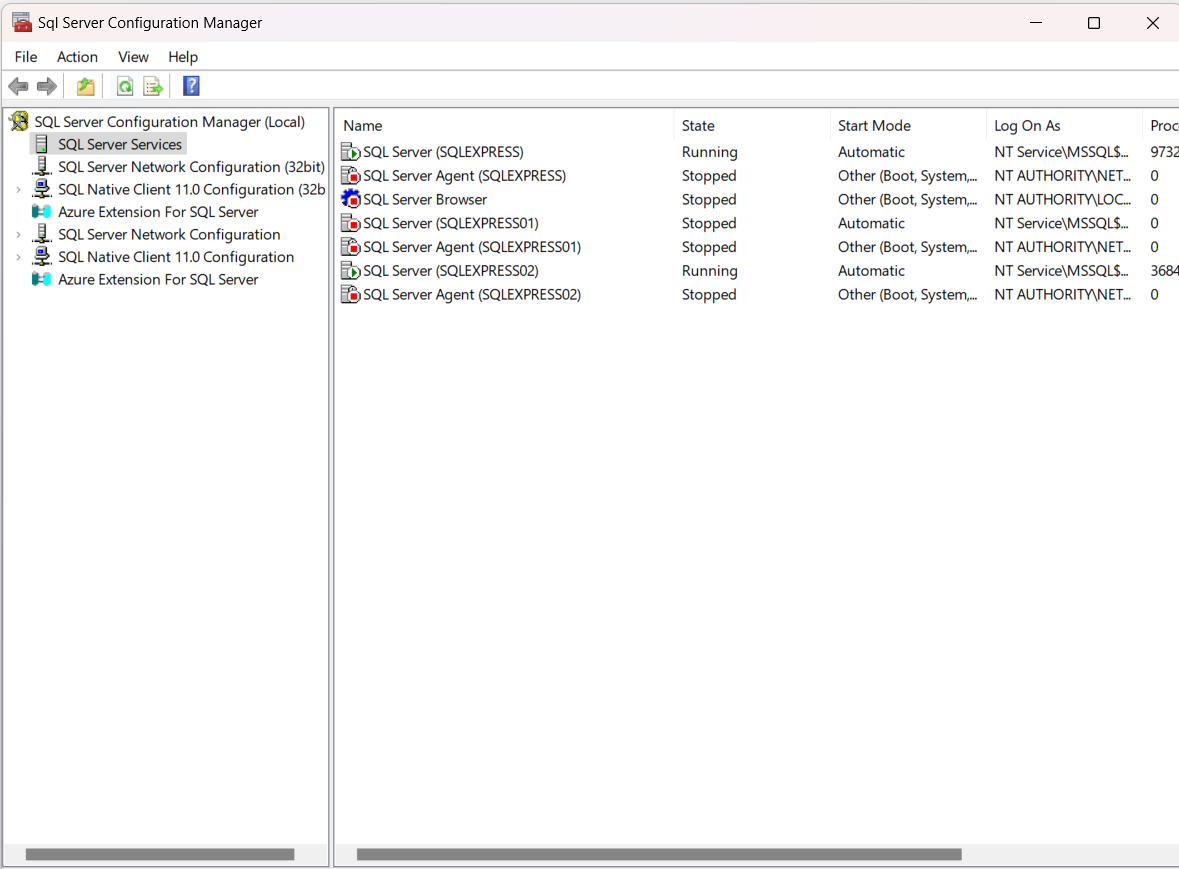 Sql Server Configuration Manager
File Action View Help
SQL Server Configuration Manager (Local)
SQL Server Services
SQL Server Network Configuration (32bit)
SQL Native Client 11.0 Configuration (32b
Azure Extension For SQL Server
SQL Server Network Configuration
SQL Native Client 11.0 Configuration
Azure Extension For SQL Server
Name State Start Mode Log On As Proc
SQL Server (SQLEXPRESS) Running Automatic NT Service\MSSQL$... 9732
SQL Server Agent (SQLEXPRESS) Stopped Other (Boot, System,... NT AUTHORITY\NET... 0
SQL Server Browser Stopped Other (Boot, System,... NT AUTHORITY\LOC... 0
SQL Server (SQLEXPRESS01) Stopped Automatic NT Service\MSSQL$... 0
SQL Server Agent (SQLEXPRESS01) Stopped Other (Boot, System,... NT AUTHORITY\NET... 0
SQL Server (SQLEXPRESS02) Running Automatic NT Service\MSSQL$... 3684
SQL Server Agent (SQLEXPRESS02) Stopped Other (Boot, System,... NT AUTHORITY\NET... 0